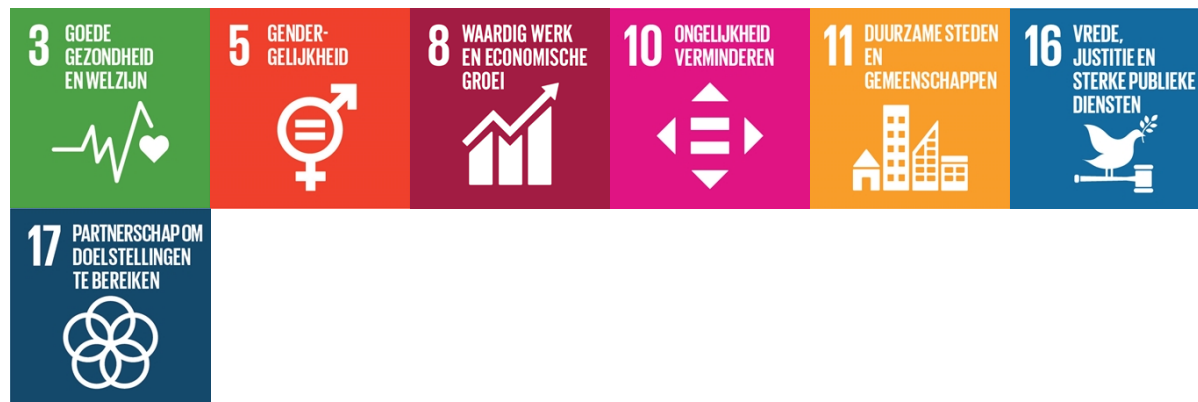 3 GOEDE
GEZONDHEID
EN WELZIJN
5 GENDER-
GELIJKHEID
8 WAARDIG WERK
EN ECONOMISCHE
GROEI
10 ONGELIJKHEID
VERMINDEREN
11 DUURZAME STEDEN
EN
GEMEENSCHAPPEN
16 VREDE,
JUSTITIE EN
STERKE PUBLIEKE
DIENSTEN
17 PARTNERSCHAP OM
DOELSTELLINGEN
TE BEREIKEN